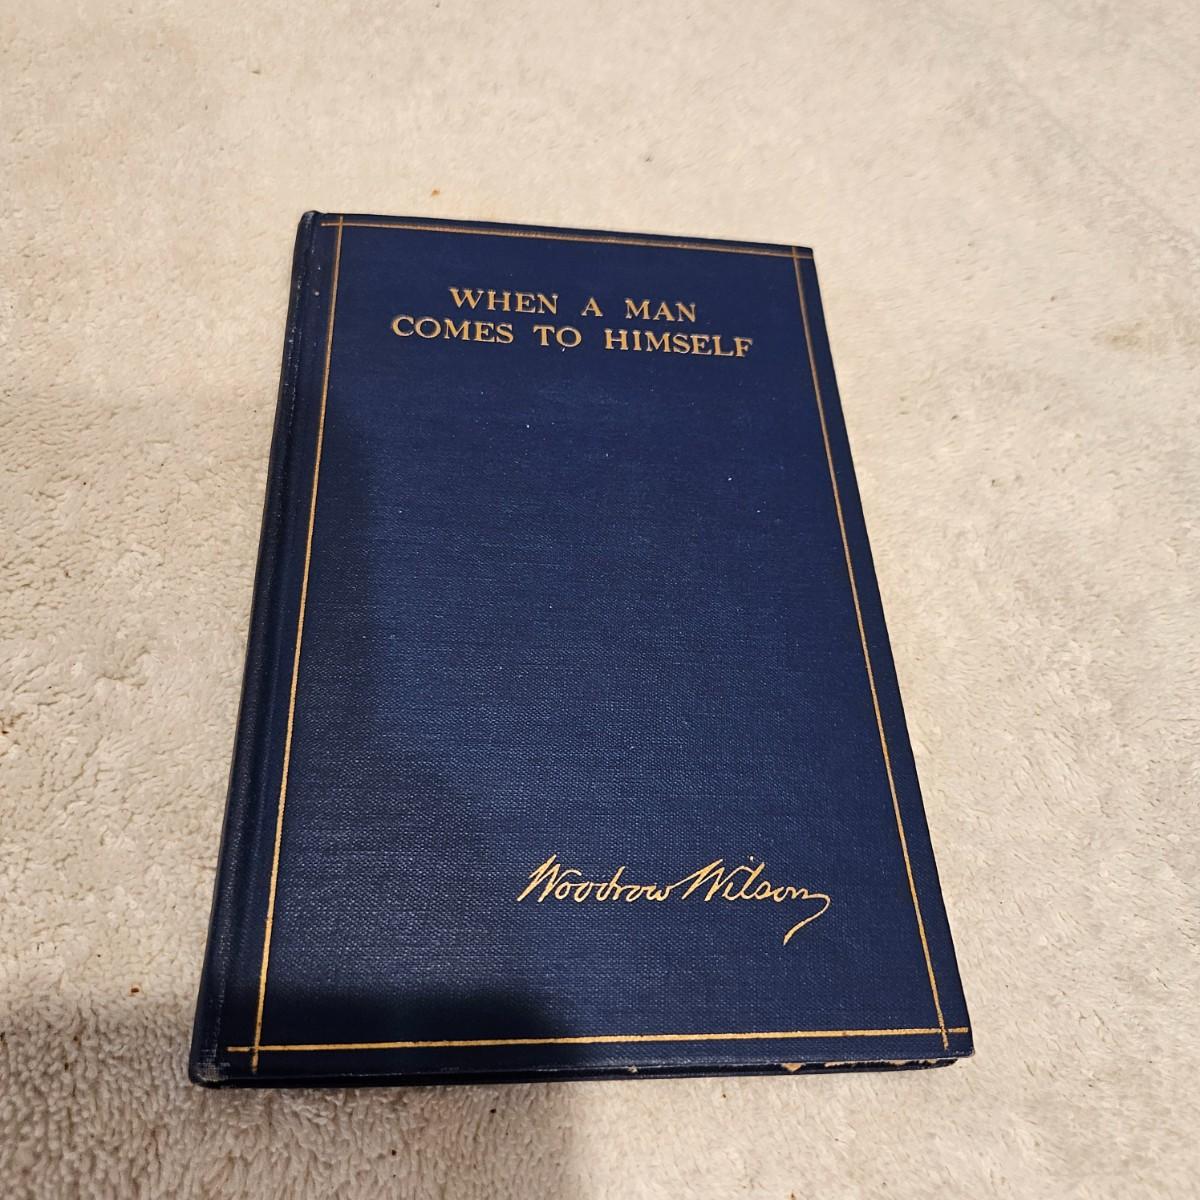 WHEN A MAN
COMES TO HIMSELF
Woodrow Wilson